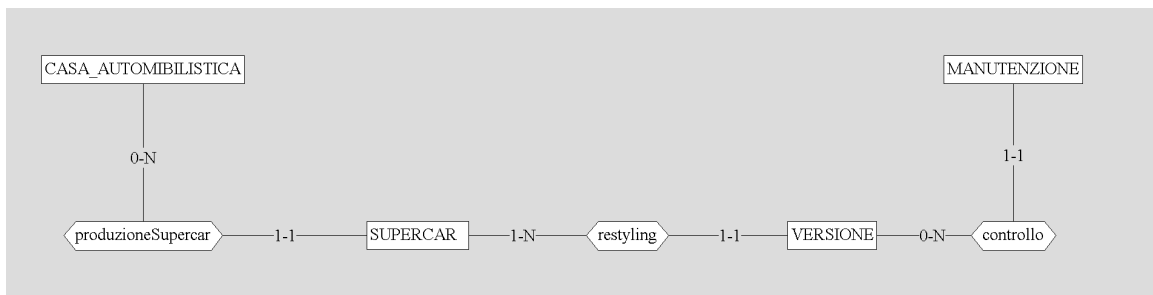 CASA_AUTOMIBILISTICA
MANUTENZIONE
0-N
1-1
produzioneSupercar
1-1
SUPERCAR
1-N
restyling
1-1
VERSIONE
0-N
controllo